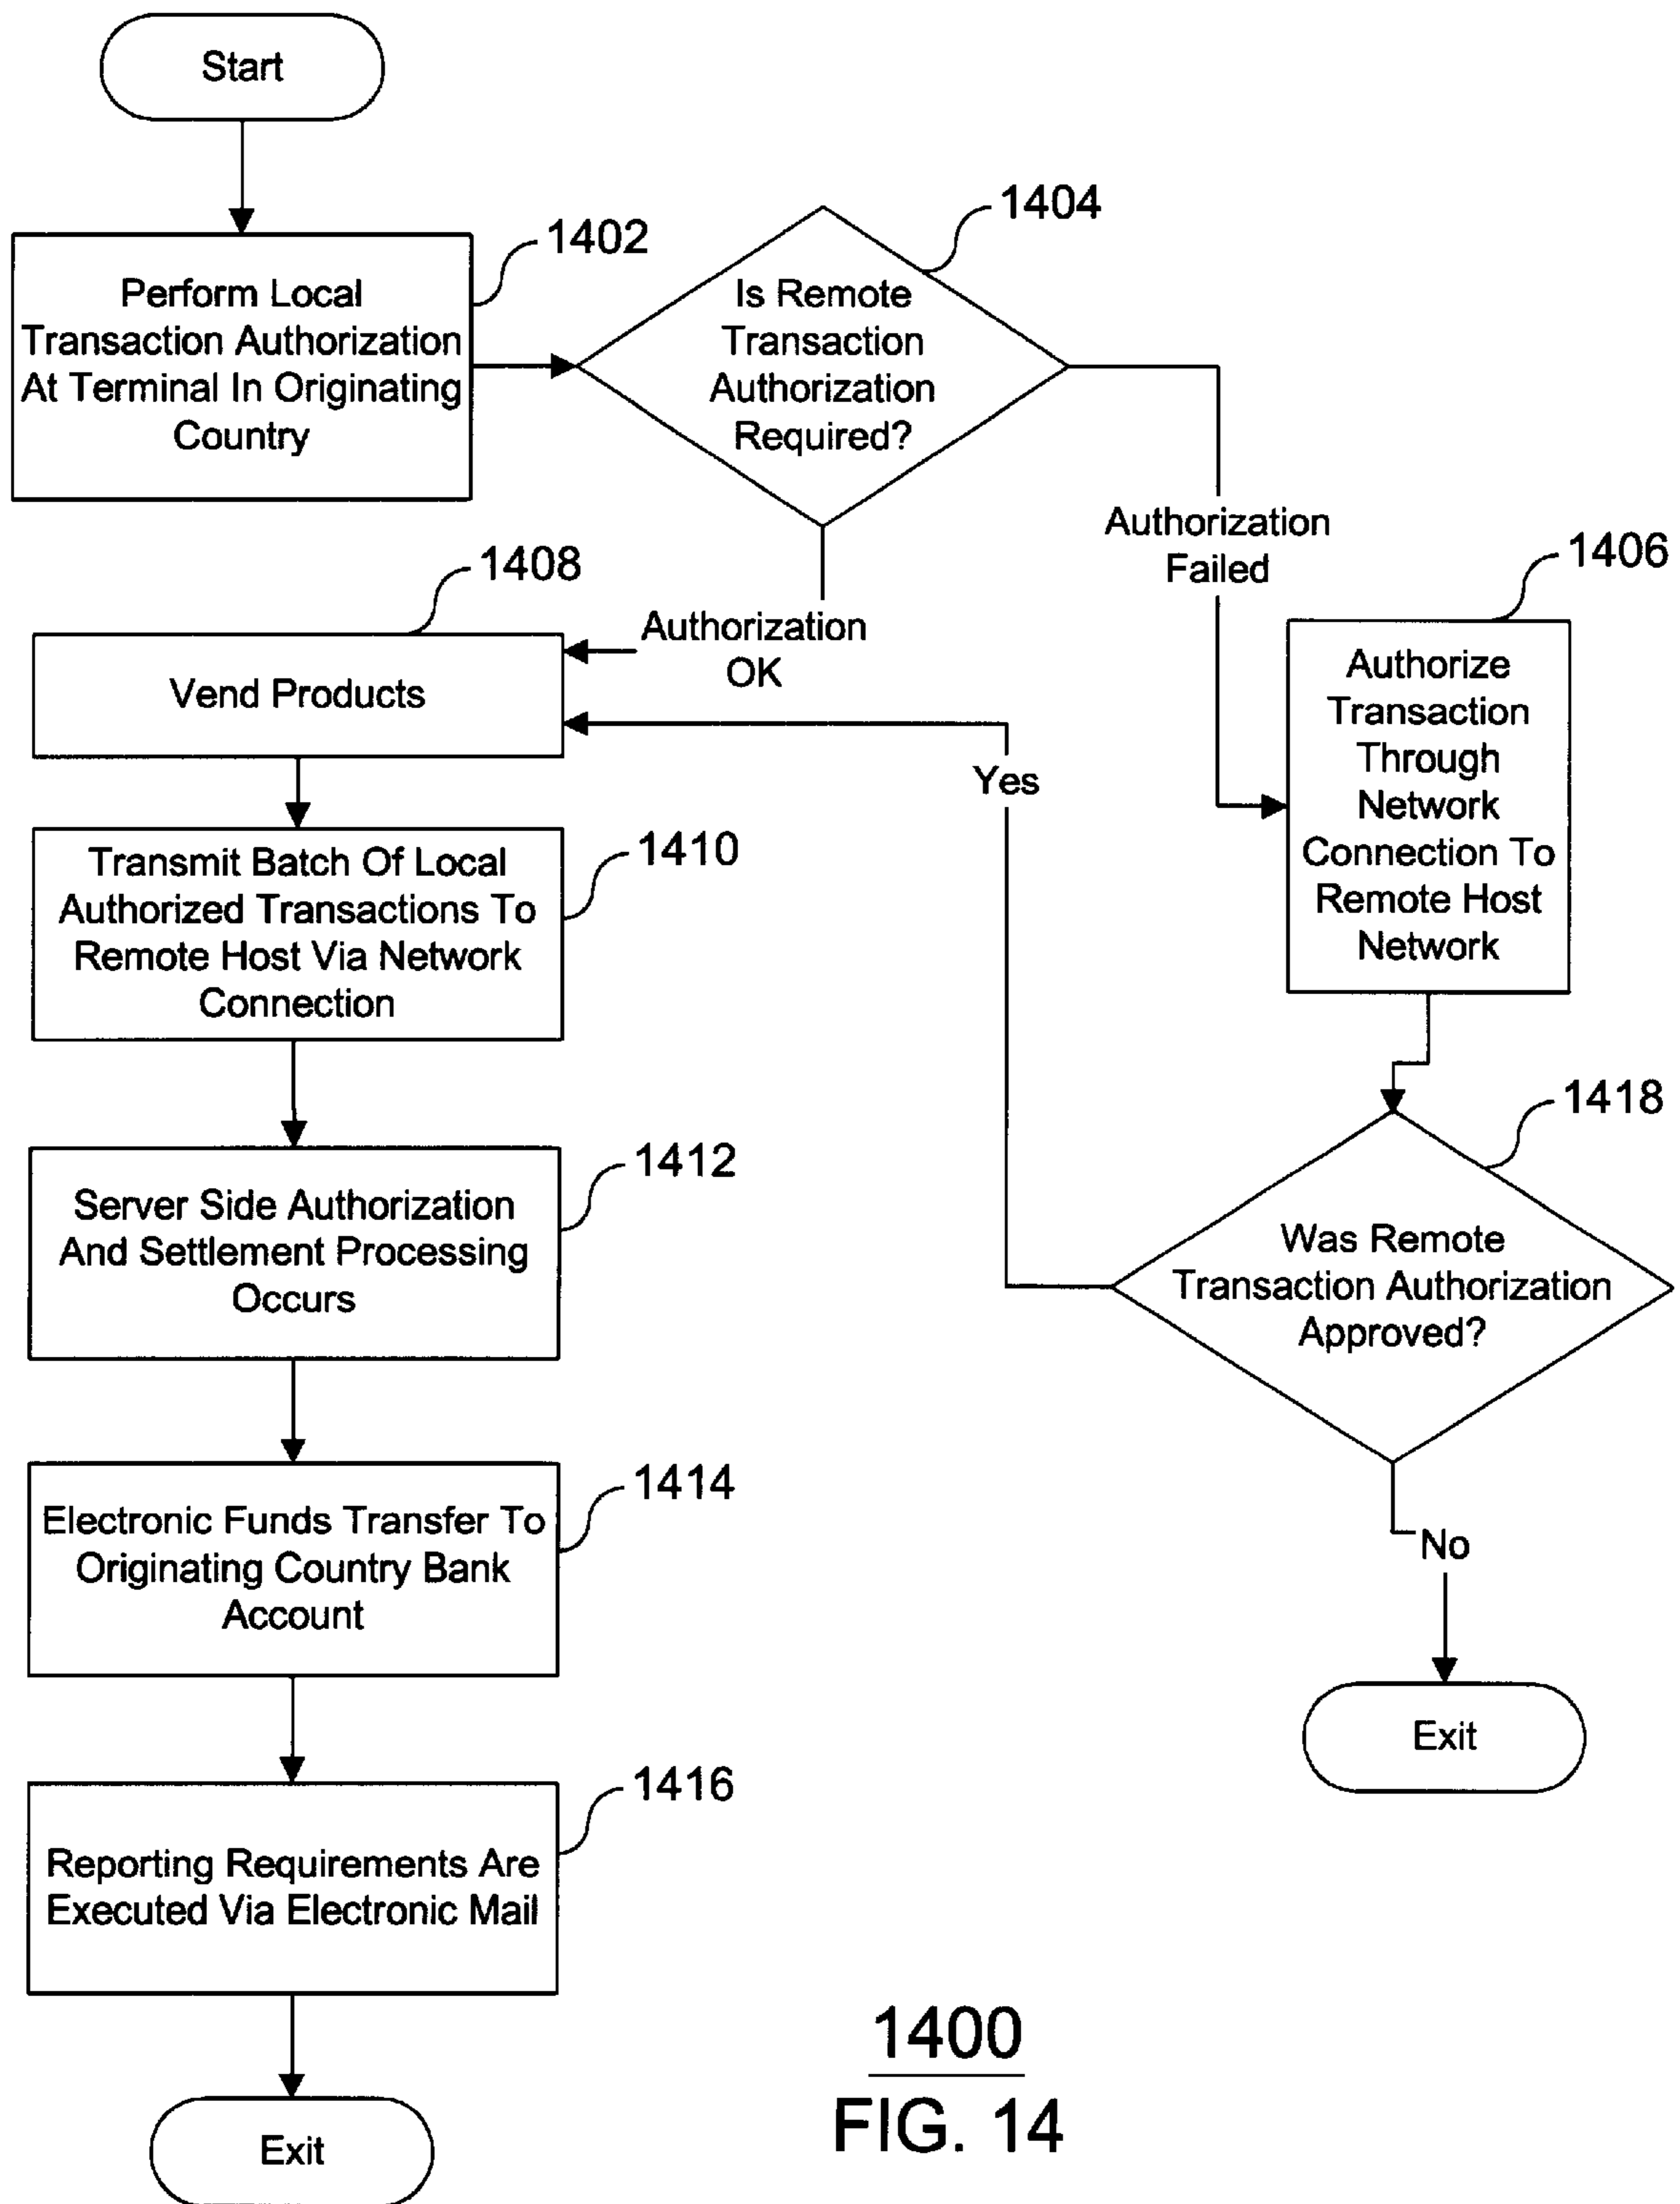 Start
1402
Perform Local
Transaction Authorization
At Terminal In Originating
Country
1404
Is Remote
Transaction
Authorization
Required?
Authorization
Failed
Authorization
OK
1408
Vend Products
1406
Authorize
Transaction
Through
Network
Connection To
Remote Host
Network
Yes
1410
Transmit Batch Of Local
Authorized Transactions To
Remote Host Via Network
Connection
1418
Was Remote
Transaction Authorization
Approved?
1412
Server Side Authorization
And Settlement Processing
Occurs
1414
Electronic Funds Transfer To
Originating Country Bank
Account
No
Exit
1416
Reporting Requirements Are
Executed Via Electronic Mail
Exit
1400
FIG. 14